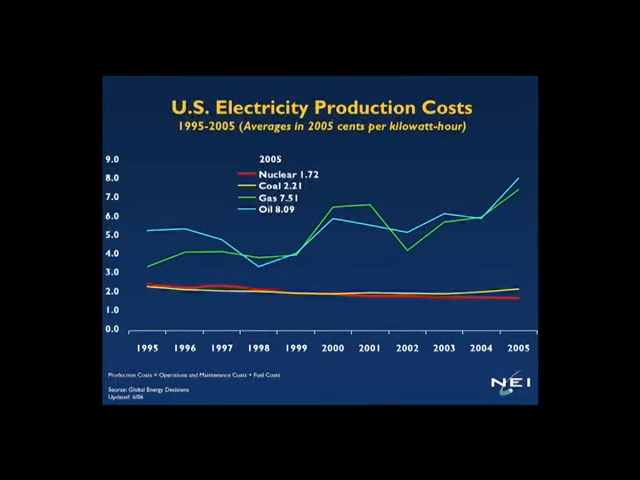 U.S. Electricity Production Costs
1995-2005 (Averages in 2005 cents per kilowatt-hour)
9.0
8.0
7.0
6.0
5.0
4.0
3.0
2.0
1.0
0.0
2005
Nuclear 1.72
Coal 2.21
Gas 7.51
Oil 8.09
1995 1996 1997 1998 1999 2000 2001 2002 2003 2004 2005
Production Costs = Operations and Maintenance Costs + Fuel Costs
Source: Global Energy Decisions
Updated: 6/06
NEI